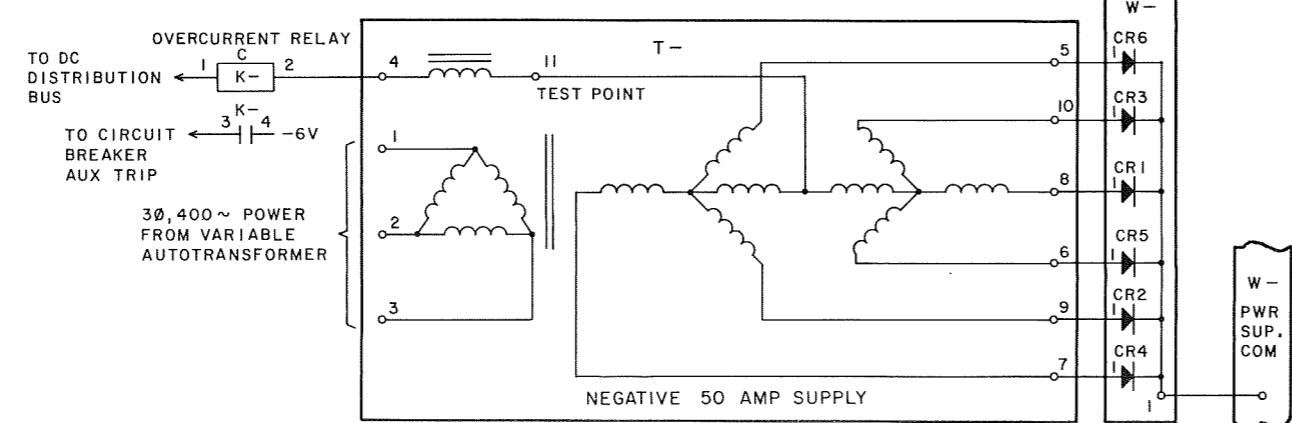 W-
OVERCURRENT RELAY
TO DC
DISTRIBUTION
BUS
1
C
K-
2
4
11
TEST POINT
T-
5
CR6
1
K-
3
4
-6V
TO CIRCUIT
BREAKER
AUX TRIP
10
CR3
1
1
3Ø,400~ POWER
FROM VARIABLE
AUTOTRANSFORMER
2
3
8
CR1
1
6
CR5
1
9
CR2
1
7
CR4
1
NEGATIVE 50 AMP SUPPLY
1
W-
PWR
SUP.
COM